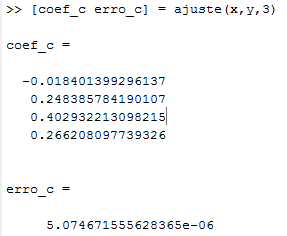 >> [coef_c erro_c] = ajuste(x,y,3)
coef_c =
-0.018401399296137
0.248385784190107
0.402932213098215
0.266208097739326
erro_c =
5.074671555628365e-06